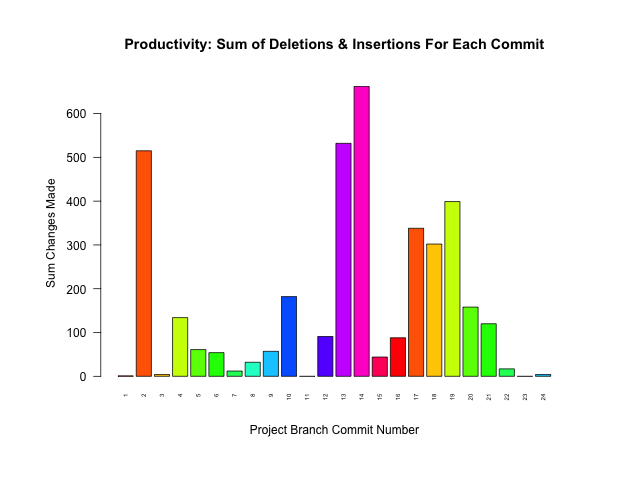 Productivity: Sum of Deletions & Insertions For Each Commit
Sum Changes Made
600
500
400
300
200
100
0
1 2 3 4 5 6 7 8 9 10 11 12 13 14 15 16 17 18 19 20 21 22 23 24
Project Branch Commit Number